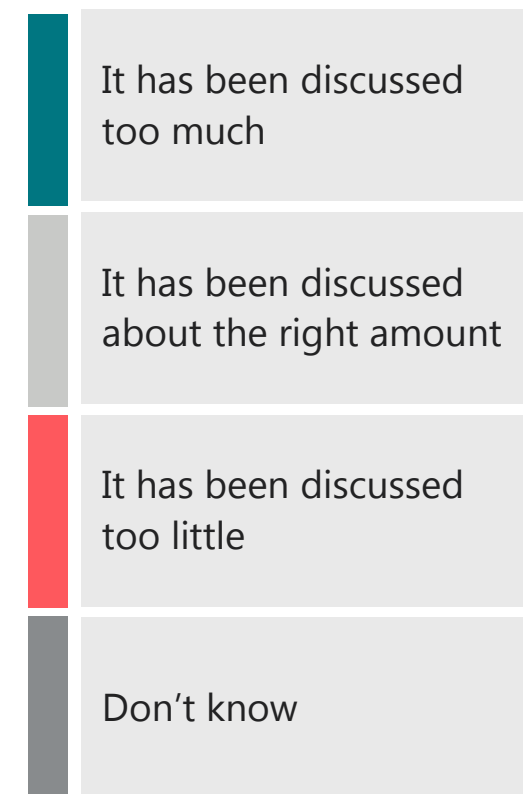 It has been discussed
too much
It has been discussed
about the right amount
It has been discussed
too little
Don’t know